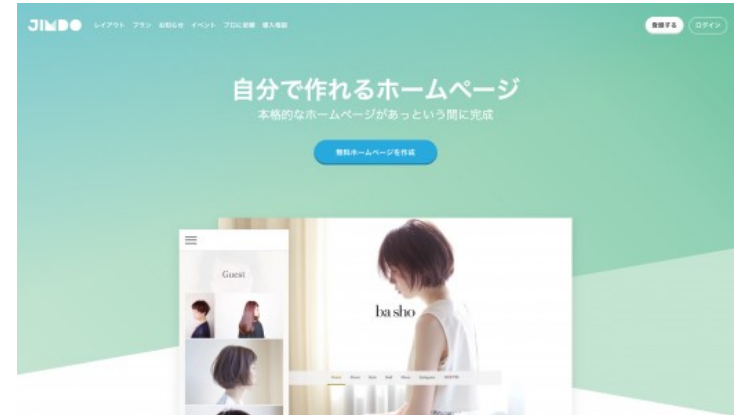 JIMDO
レイアウト プラン お知らせ イベント プロに依頼 導入相談
登録する
ログイン
自分で作れるホームページ
本格的なホームページがあっという間に完成
無料ホームページを作成
Guest
ba sho